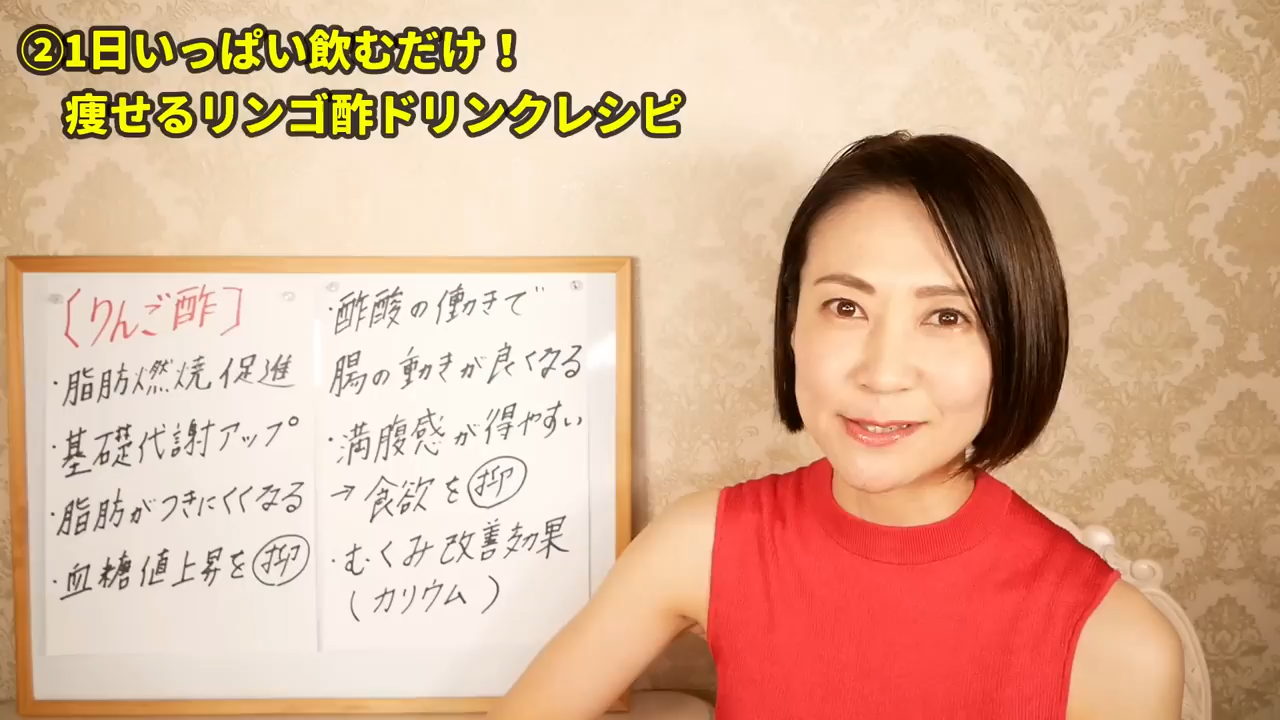 ②1日いっぱい飲むだけ！
痩せるリンゴ酢ドリンクレシピ
〔りんご酢〕
・脂肪燃焼促進
・基礎代謝アップ
・脂肪がつきにくくなる
・血糖値上昇を㊥抑
・酢酸の働きで
腸の動きが良くなる
・満腹感が得やすい
→食欲を抑
・むくみ改善効果
(カリウム)